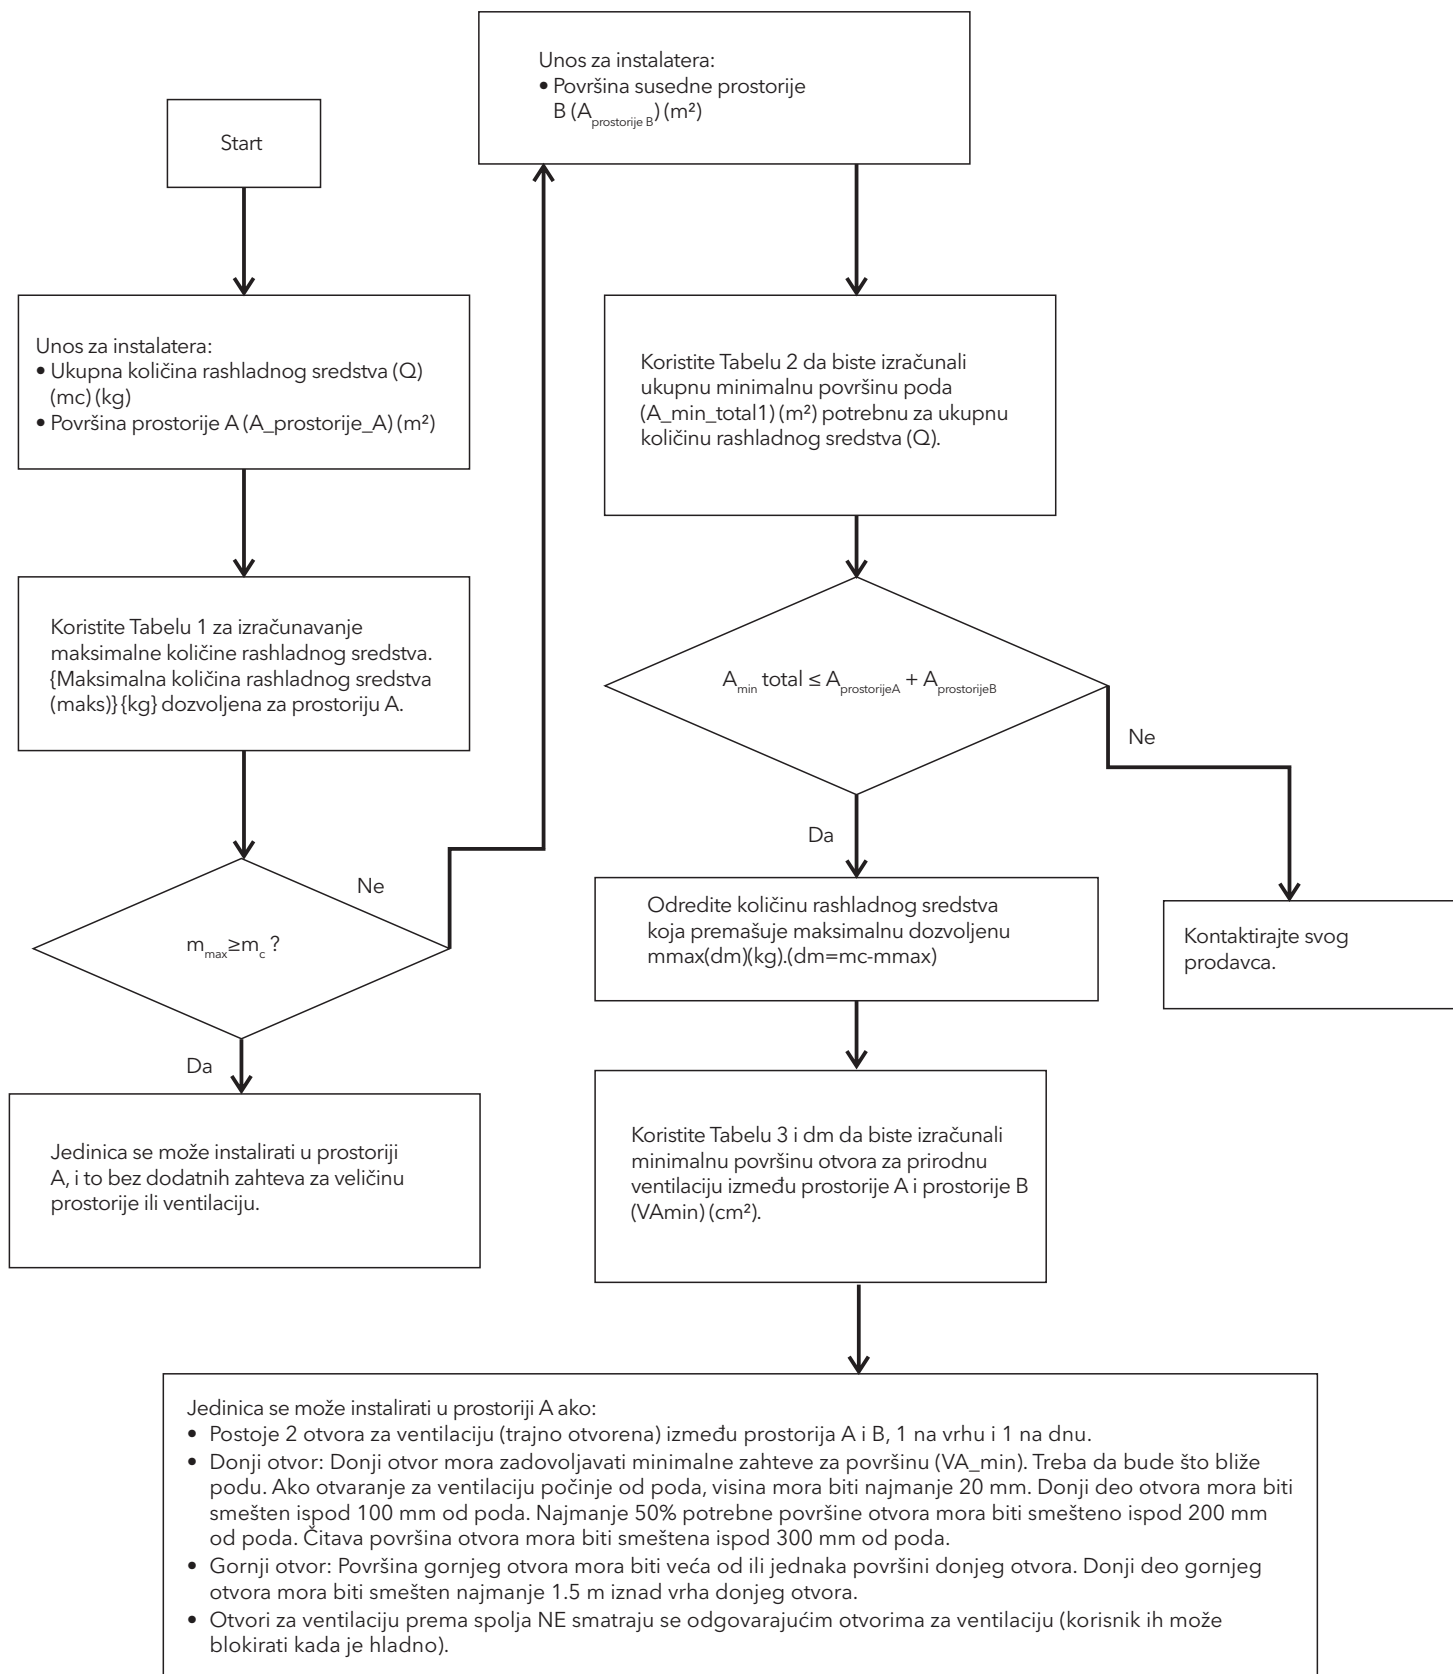 Start
Unos za instalatera:
• Ukupna količina rashladnog sredstva (Q)
(mc) (kg)
• Površina prostorije A (A_prostorije_A) (m²)
Koristite Tabelu 1 za izračunavanje
maksimalne količine rashladnog sredstva.
{Maksimalna količina rashladnog sredstva
(maks)} {kg} dozvoljena za prostoriju A.
m_max ≥ m_c ?
Ne
Da
Jedinica se može instalirati u prostoriji
A, i to bez dodatnih zahteva za veličinu
prostorije ili ventilaciju.
Unos za instalatera:
• Površina susedne prostorije
B (A_prostorije B) (m²)
Koristite Tabelu 2 da biste izračunali
ukupnu minimalnu površinu poda
(A_min_total1) (m²) potrebnu za ukupnu
količinu rashladnog sredstva (Q).
A_min total ≤ A_prostorijeA + A_prostorijeB
Ne
Da
Kontaktirajte svog
prodavca.
Odredite količinu rashladnog sredstva
koja premašuje maksimalnu dozvoljenu
mmax(dm)(kg).(dm=mc-mmax)
Koristite Tabelu 3 i dm da biste izračunali
minimalnu površinu otvora za prirodnu
ventilaciju između prostorije A i prostorije B
(VAmin) (cm²).
Jedinica se može instalirati u prostoriji A ako:
• Postoje 2 otvora za ventilaciju (trajno otvorena) između prostorija A i B, 1 na vrhu i 1 na dnu.
• Donji otvor: Donji otvor mora zadovoljavati minimalne zahteve za površinu (VA_min). Treba da bude što bliže
podu. Ako otvaranje za ventilaciju počinje od poda, visina mora biti najmanje 20 mm. Donji deo otvora mora biti
smešten ispod 100 mm od poda. Najmanje 50% potrebne površine otvora mora biti smešteno ispod 200 mm
od poda. Čitava površina otvora mora biti smeštena ispod 300 mm od poda.
• Gornji otvor: Površina gornjeg otvora mora biti veća od ili jednaka površini donjeg otvora. Donji deo gornjeg
otvora mora biti smešten najmanje 1.5 m iznad vrha donjeg otvora.
• Otvori za ventilaciju prema spolja NE smatraju se odgovarajućim otvorima za ventilaciju (korisnik ih može
blokirati kada je hladno).